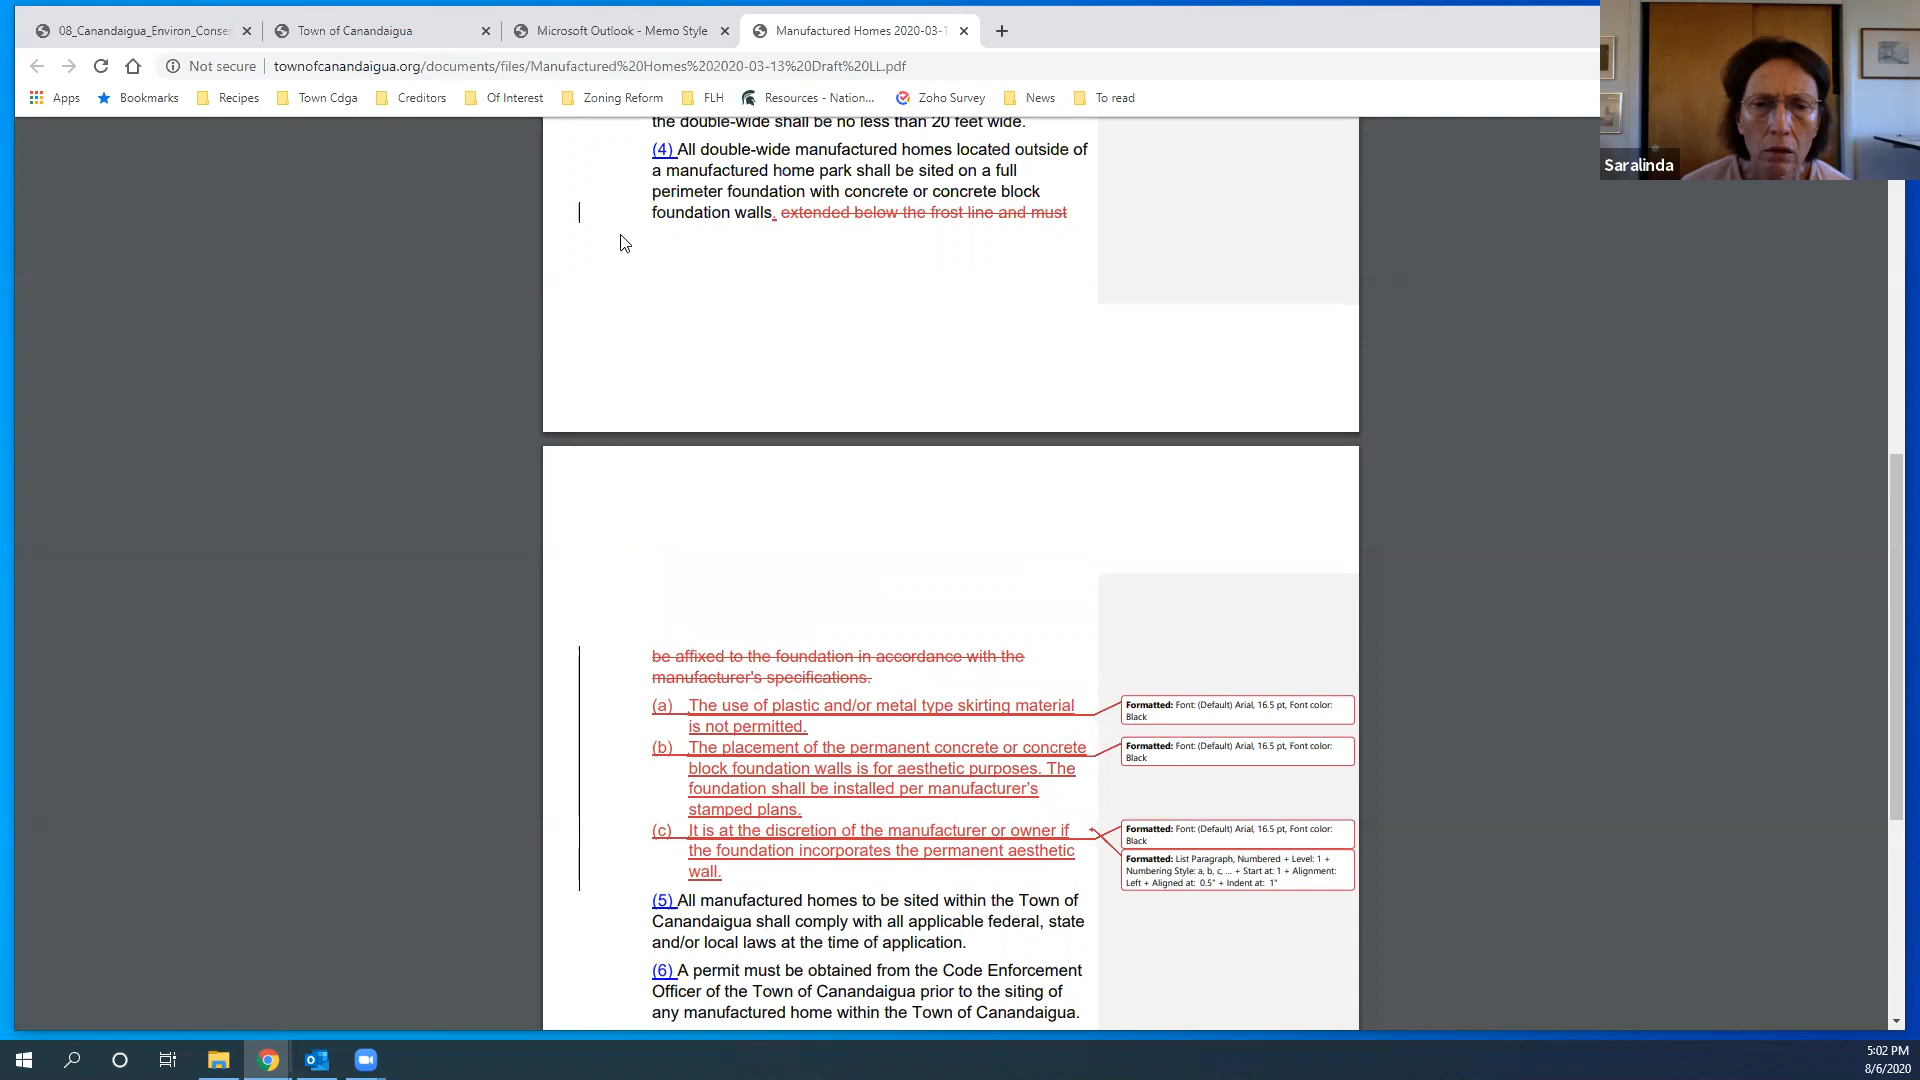 08_Canandaigua_Environ_Conser
Town of Canandaigua
Microsoft Outlook - Memo Style
Manufactured Homes 2020-03-1
Not secure
townofcanandaigua.org/documents/files/Manufactured%20Homes%202020-03-13%20Draft%20LL.pdf
Apps
Bookmarks
Recipes
Town Cdga
Creditors
Of Interest
Zoning Reform
FLH
Resources - Nation...
Zoho Survey
News
To read
Saralinda
the double-wide shall be no less than 20 feet wide.
(4) All double-wide manufactured homes located outside of
a manufactured home park shall be sited on a full
perimeter foundation with concrete or concrete block
foundation walls. extended below the frost line and must
be affixed to the foundation in accordance with the
manufacturer's specifications.
(a) The use of plastic and/or metal type skirting material
is not permitted.
(b) The placement of the permanent concrete or concrete
block foundation walls is for aesthetic purposes. The
foundation shall be installed per manufacturer's
stamped plans.
(c) It is at the discretion of the manufacturer or owner if
the foundation incorporates the permanent aesthetic
wall.
(5) All manufactured homes to be sited within the Town of
Canandaigua shall comply with all applicable federal, state
and/or local laws at the time of application.
(6) A permit must be obtained from the Code Enforcement
Officer of the Town of Canandaigua prior to the siting of
any manufactured home within the Town of Canandaigua.
Formatted: Font: (Default) Arial, 16.5 pt, Font color:
Black
Formatted: Font: (Default) Arial, 16.5 pt, Font color:
Black
Formatted: Font: (Default) Arial, 16.5 pt, Font color:
Black
Formatted: List Paragraph, Numbered + Level: 1 +
Numbering Style: a, b, c, ... + Start at: 1 + Alignment:
Left + Aligned at: 0.5" + Indent at: 1"
5:02 PM
8/6/2020